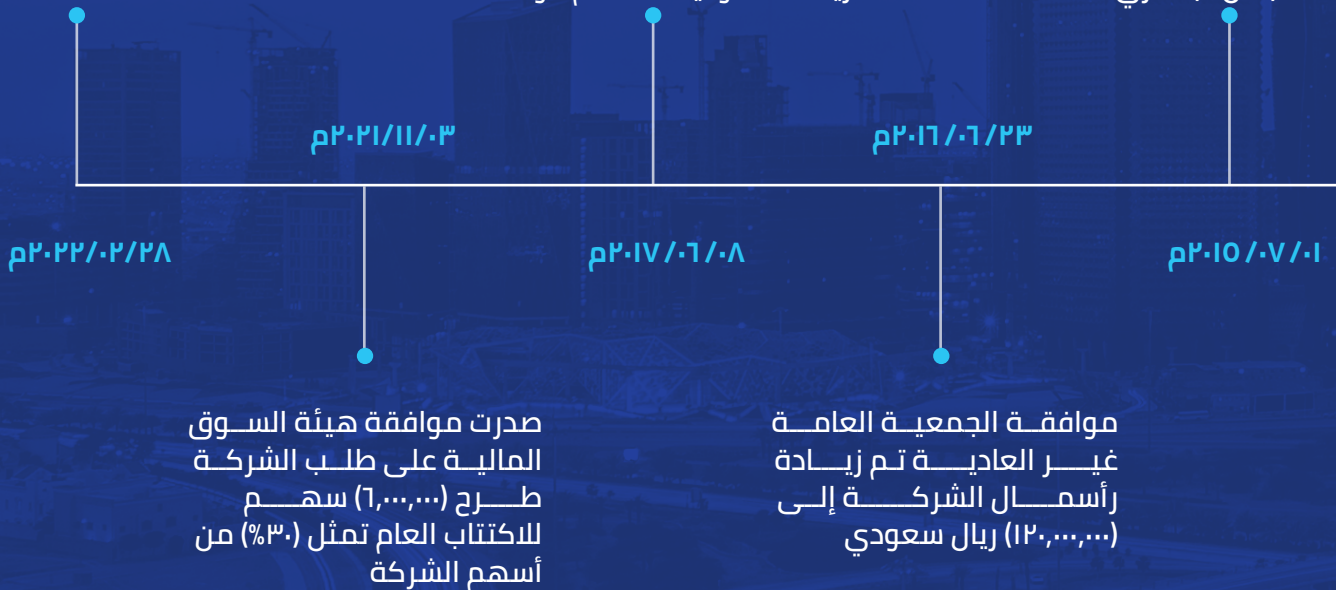 ٢٠١٦/٠٦/٢٣م
٢٠٢١/١١/٠٣م
٢٠١٥/٠٧/٠١م
٢٠١٧/٠٦/٠٨م
٢٠٢٢/٠٢/٢٨م
موافقة الجمعية العامة
غير العادية تم زيادة
رأسمال الشركة إلى
(١٢٠,٠٠٠,٠٠٠) ريال سعودي
صدرت موافقة هيئة السوق
المالية على طلب الشركة
طرح (٦,٠٠٠,٠٠٠) سهم
للاكتتاب العام تمثل (٣٠%) من
أسهم الشركة